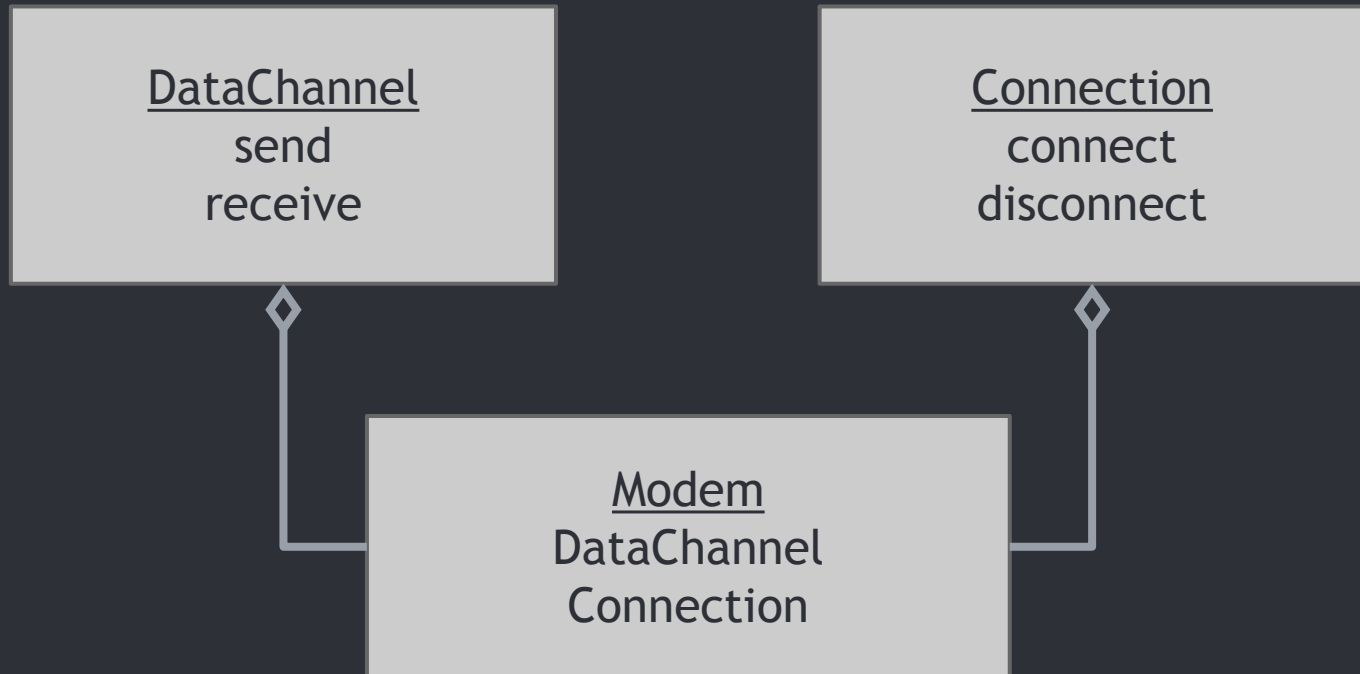 DataChannel
send
receive
Connection
connect
disconnect
Modem
DataChannel
Connection